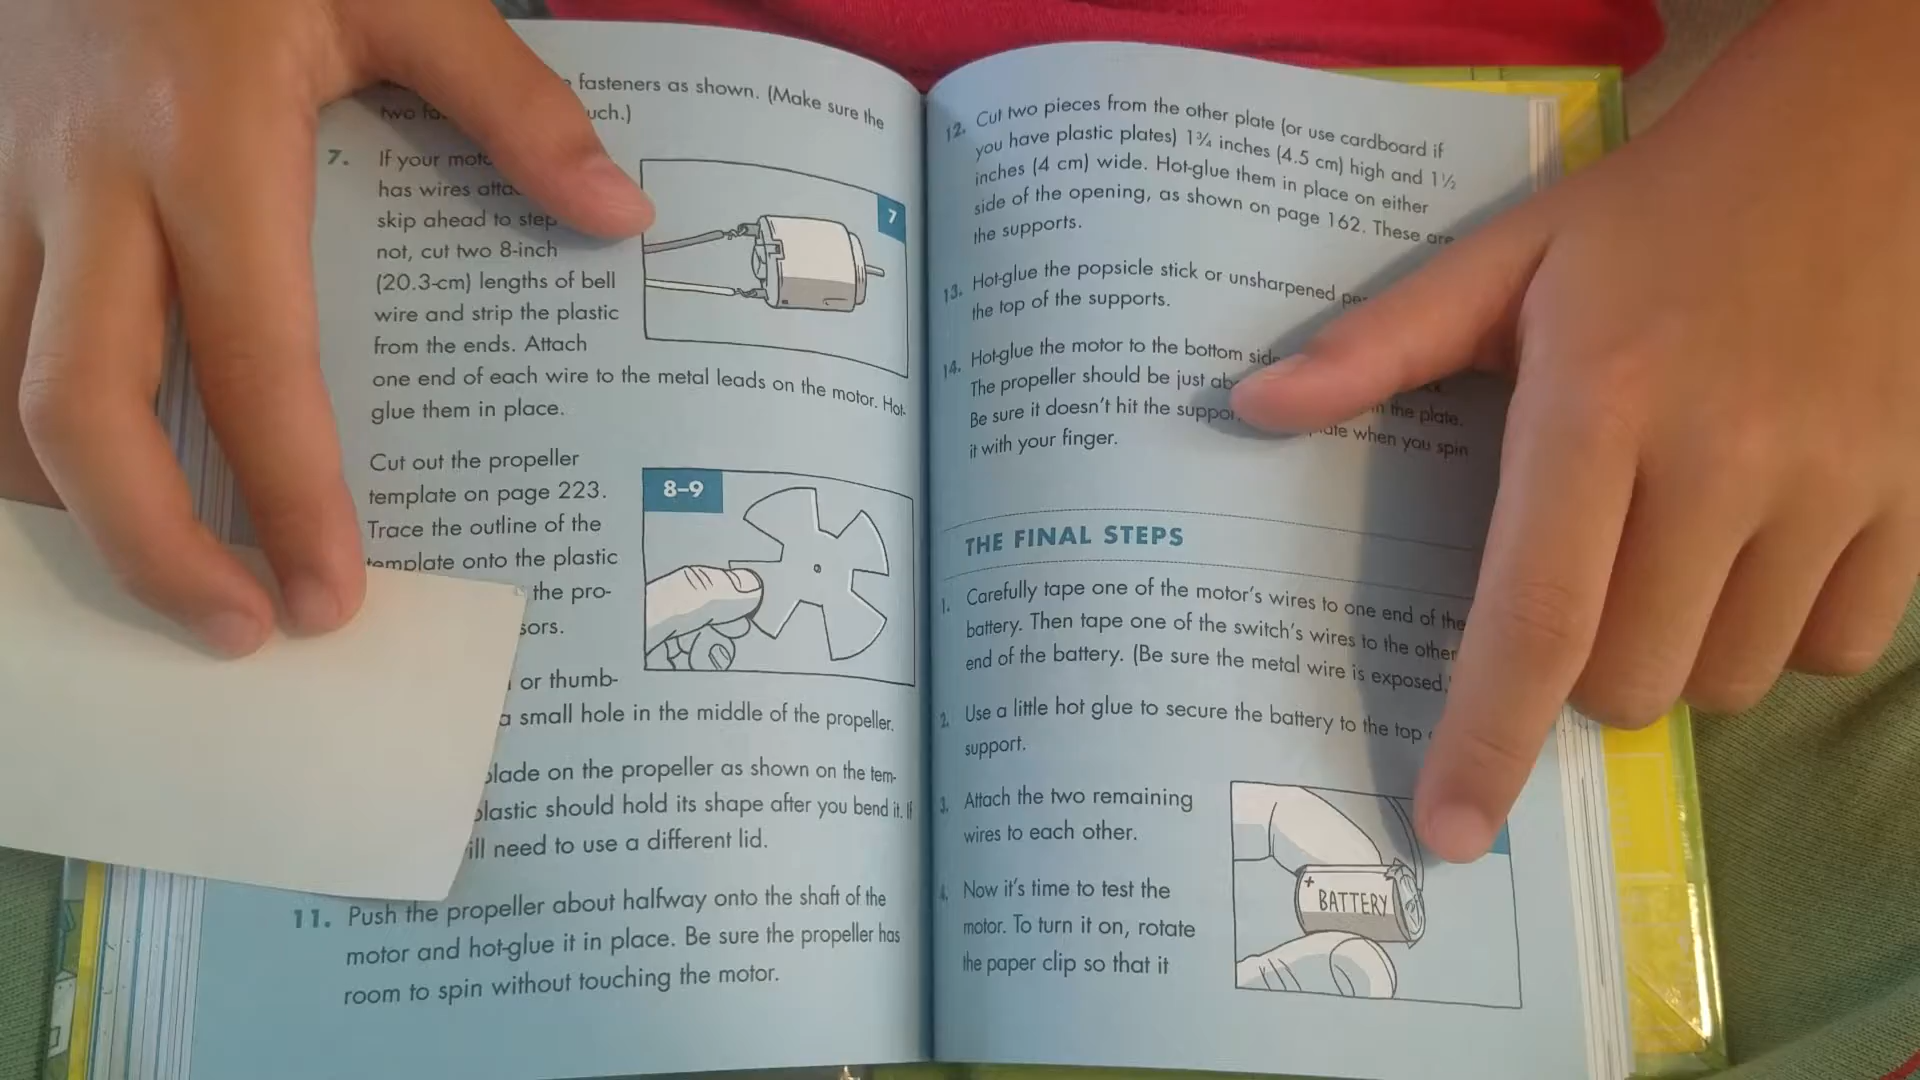 fasteners as shown. (Make sure the
two
7. If your
has wires
skip ahead to step
not, cut two 8-inch
(20.3-cm) lengths of bell
wire and strip the plastic
from the ends. Attach
one end of each wire to the metal leads on the motor. Hot-
glue them in place.
7
Cut out the propeller
template on page 223.
Trace the outline of the
template onto the plastic
the pro-
8–9
or thumb-
a small hole in the middle of the propeller.
on the propeller as shown on the tem-
should hold its shape after you bend it. If
need to use a different lid.
11. Push the propeller about halfway onto the shaft of the
motor and hot-glue it in place. Be sure the propeller has
room to spin without touching the motor.
12. Cut two pieces from the other plate (or use cardboard if
you have plastic plates) 1¾ inches (4.5 cm) high and 1½
inches (4 cm) wide. Hot-glue them in place on either
side of the opening, as shown on page 162. These are
the supports.
13. Hot-glue the popsicle stick or unsharpened
the top of the supports.
14. Hot-glue the motor to the bottom side
The propeller should be just in the plate.
Be sure it doesn't hit the when you spin
it with your finger.
THE FINAL STEPS
1. Carefully tape one of the motor's wires to one end of the
battery. Then tape one of the switch's wires to the other
end of the battery. (Be sure the metal wire is exposed.
2. Use a little hot glue to secure the battery to the top
support.
3. Attach the two remaining
wires to each other.
4. Now it's time to test the
motor. To turn it on, rotate
the paper clip so that it
+ BATTERY